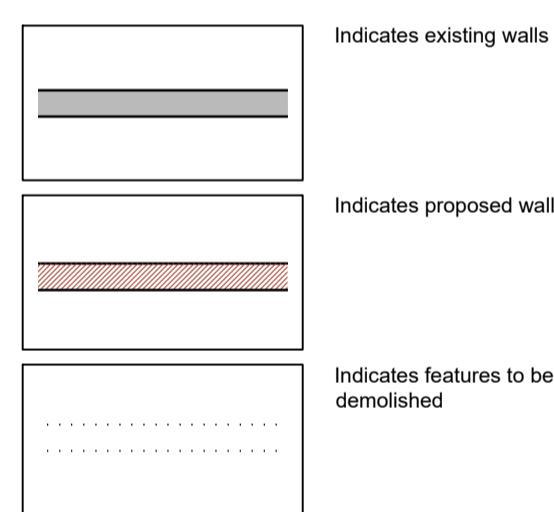 Indicates existing walls
Indicates proposed wall
Indicates features to be
demolished